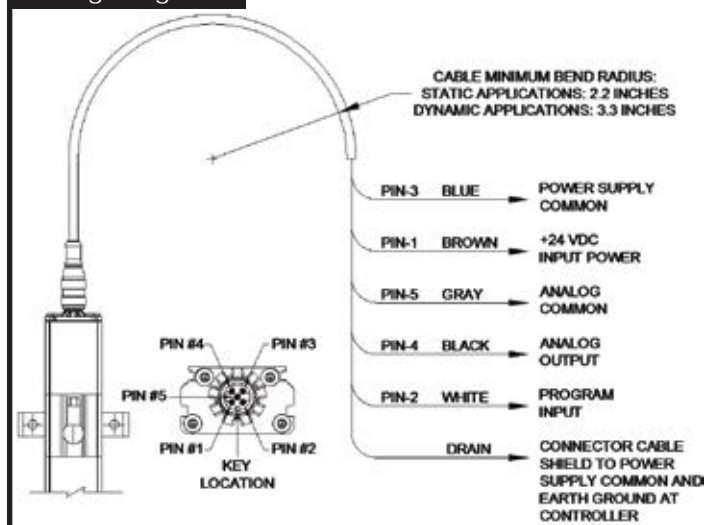 CABLE MINIMUM BEND RADIUS:
STATIC APPLICATIONS: 2.2 INCHES
DYNAMIC APPLICATIONS: 3.3 INCHES
PIN-3 BLUE POWER SUPPLY
COMMON
PIN-1 BROWN +24 VDC
INPUT POWER
PIN-5 GRAY ANALOG
COMMON
PIN-4 BLACK ANALOG
OUTPUT
PIN-2 WHITE PROGRAM
INPUT
DRAIN CONNECTOR CABLE
SHIELD TO POWER
SUPPLY COMMON AND
EARTH GROUND AT
CONTROLLER
PIN #4 PIN #3
PIN #5
PIN #1 PIN #2
KEY
LOCATION